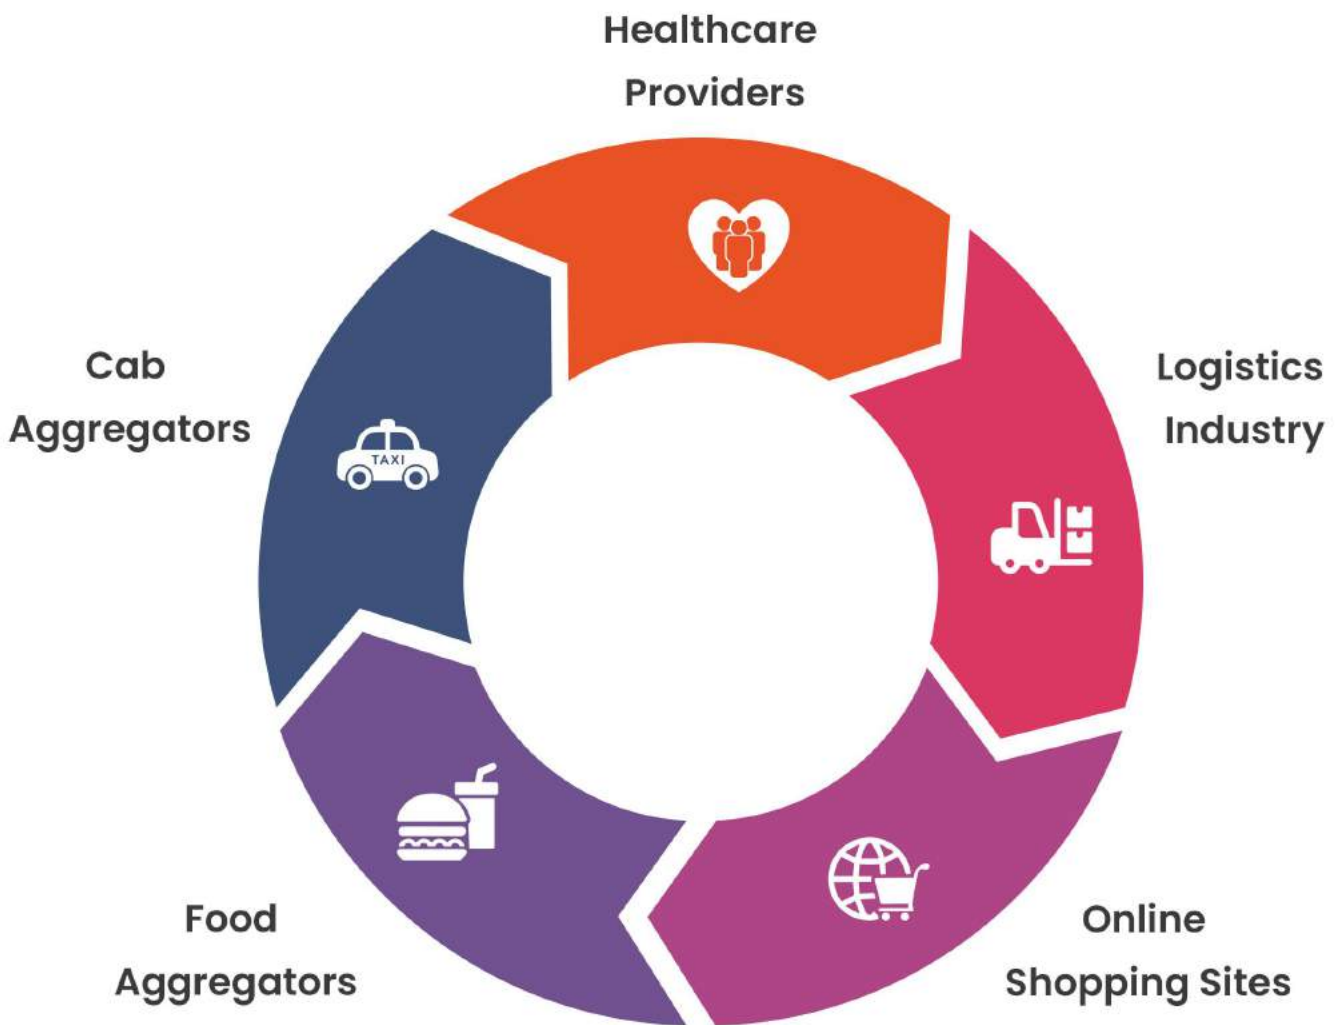 Healthcare
Providers
Cab
Aggregators
TAXI
Logistics
Industry
Food
Aggregators
Online
Shopping Sites